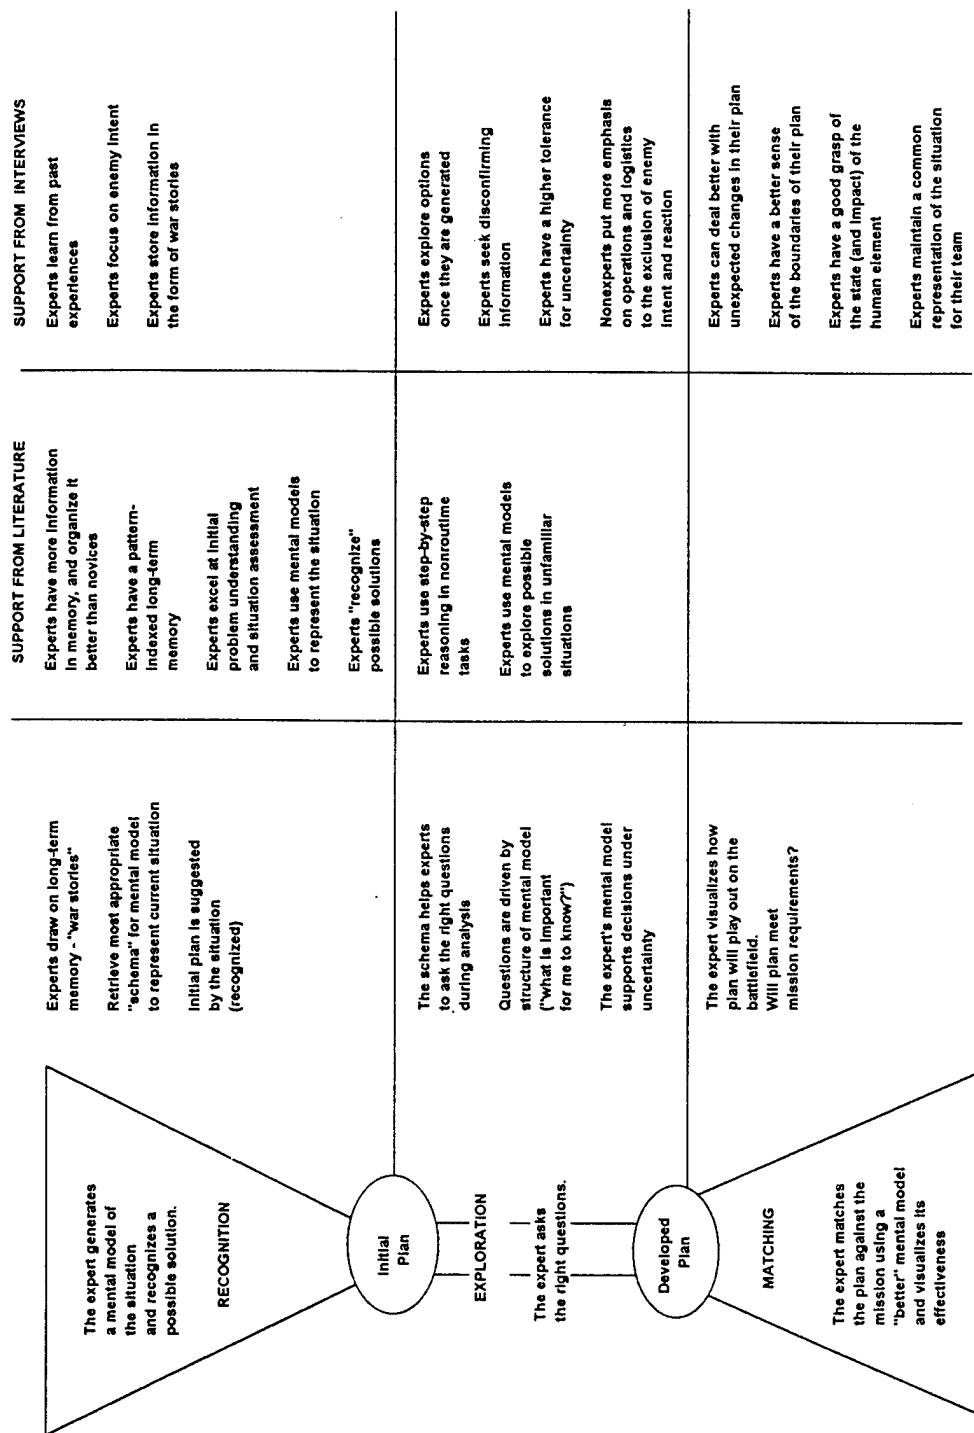 The expert generates
a mental model of
the situation
and recognizes a
possible solution.
RECOGNITION
Initial
Plan
EXPLORATION
The expert asks
the right questions.
Developed
Plan
MATCHING
The expert matches
the plan against the
mission using a
"better" mental model
and visualizes its
effectiveness
Experts draw on long-term
memory - "war stories"
Retrieve most appropriate
"schema" for mental model
to represent current situation
Initial plan is suggested
by the situation
(recognized)
The schema helps experts
to ask the right questions
during analysis
Questions are driven by
structure of mental model
("what is important
for me to know?")
The expert's mental model
supports decisions under
uncertainty
The expert visualizes how
plan will play out on the
battlefield.
Will plan meet
mission requirements?
SUPPORT FROM LITERATURE
Experts have more information
in memory, and organize it
better than novices
Experts have a pattern-
indexed long-term
memory
Experts excel at initial
problem understanding
and situation assessment
Experts use mental models
to represent the situation
Experts "recognize"
possible solutions
Experts use step-by-step
reasoning in nonroutine
tasks
Experts use mental models
to explore possible
solutions in unfamiliar
situations
SUPPORT FROM INTERVIEWS
Experts learn from past
experiences
Experts focus on enemy intent
Experts store information in
the form of war stories
Experts explore options
once they are generated
Experts seek disconfirming
information
Experts have a higher tolerance
for uncertainty
Nonexperts put more emphasis
on operations and logistics
to the exclusion of enemy
intent and reaction
Experts can deal better with
unexpected changes in their plan
Experts have a better sense
of the boundaries of their plan
Experts have a good grasp of
the state (and impact) of the
human element
Experts maintain a common
representation of the situation
for their team